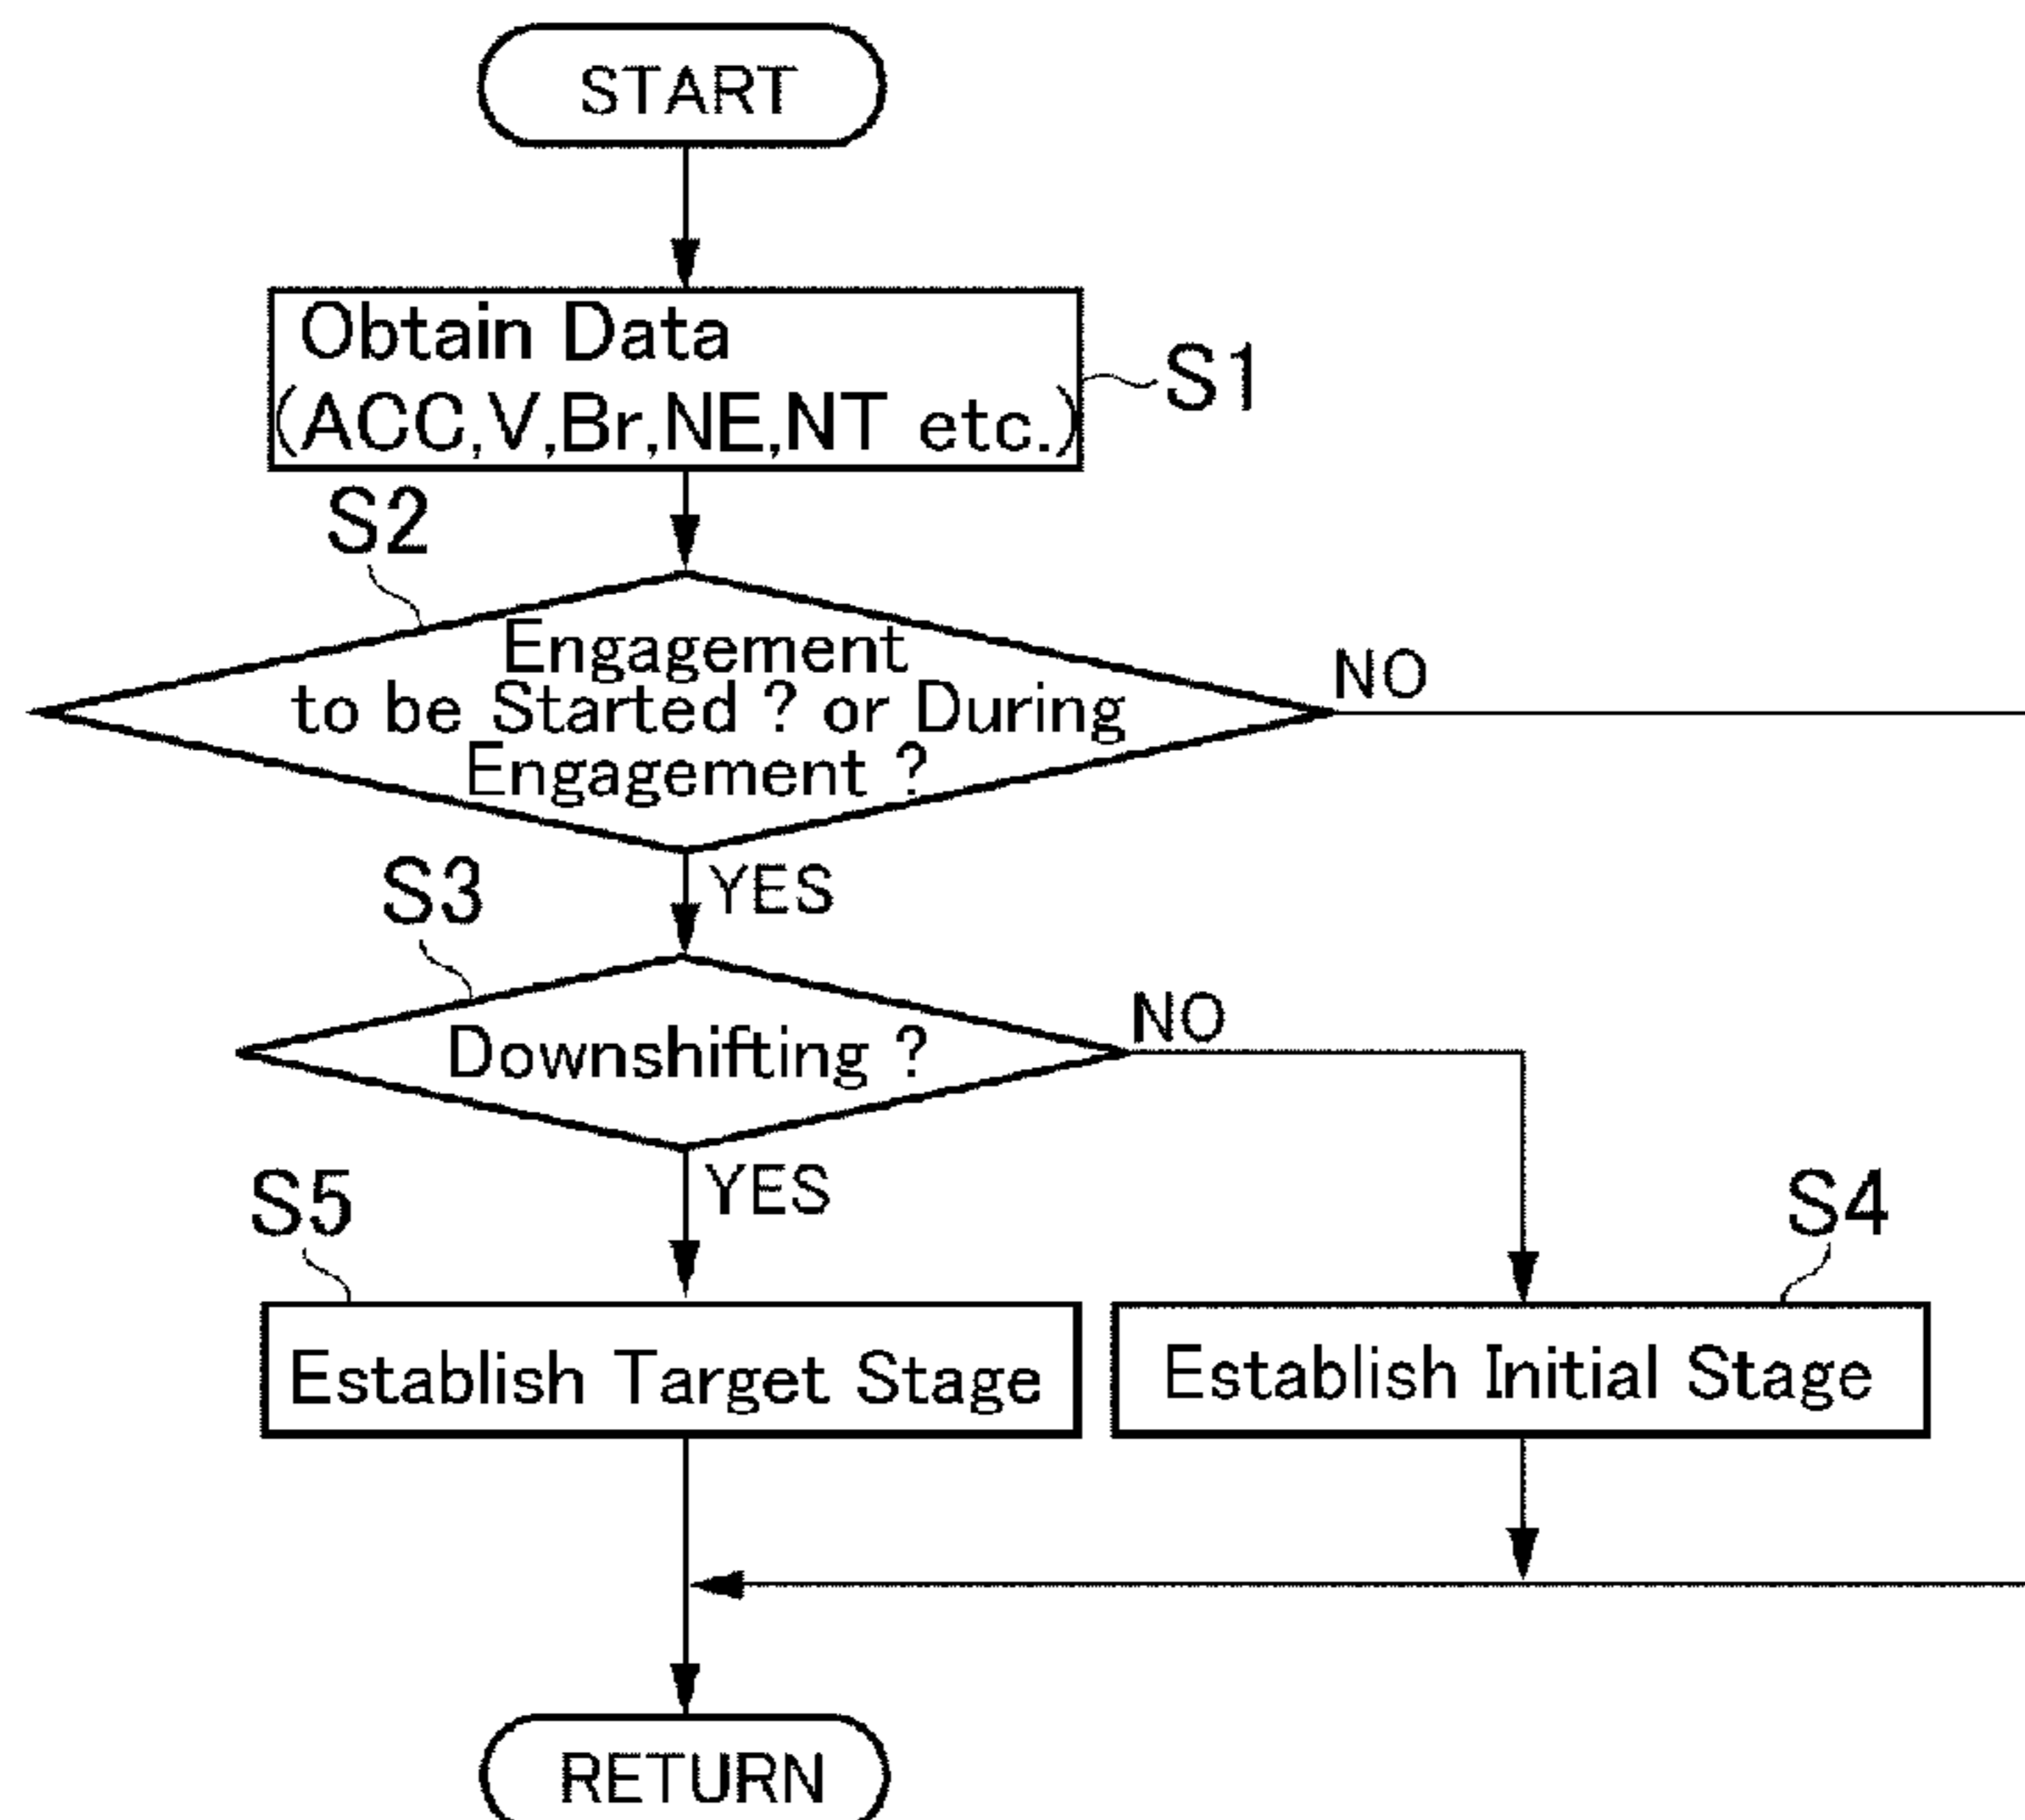 START
Obtain Data
(ACC,V,Br,NE,NT etc.)
S1
S2
Engagement
to be Started ? or During
Engagement ?
NO
YES
S3
Downshifting ?
NO
YES
S5
S4
Establish Target Stage
Establish Initial Stage
RETURN